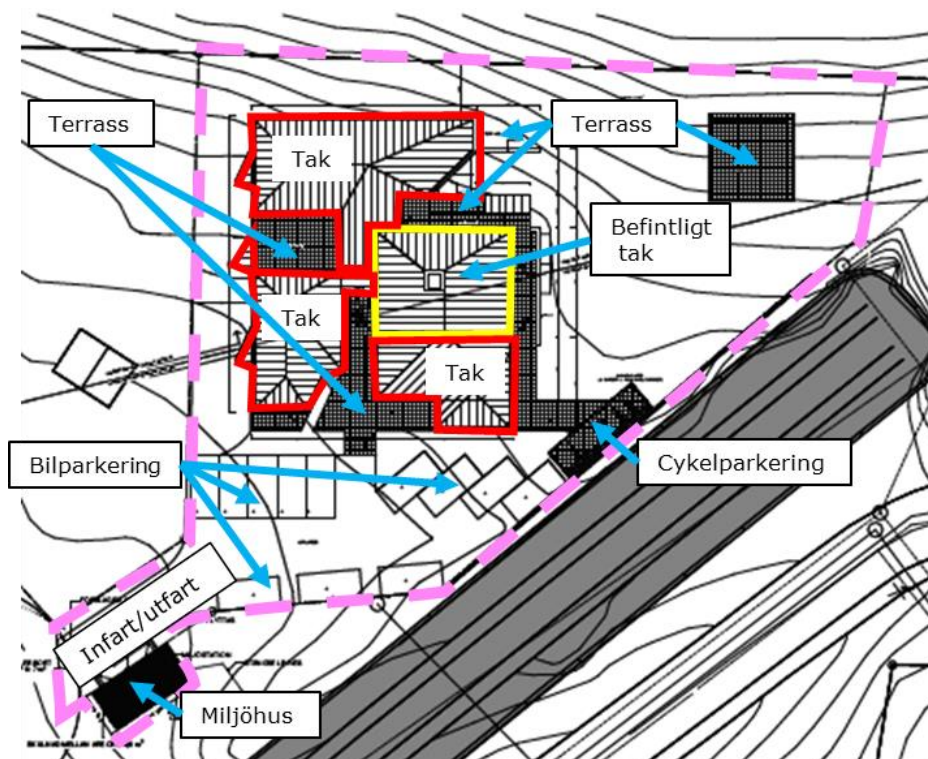 Terrass
Terrass
Tak
Befintligt
tak
Tak
Tak
Bilparkering
Cykelparkering
Infart/utfart
Miljöhus